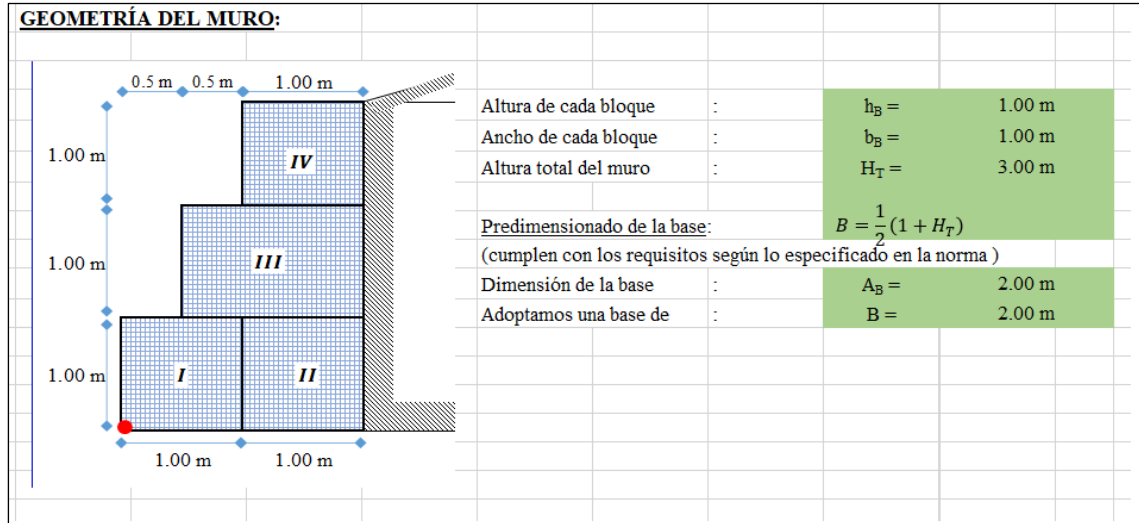 GEOMETRÍA DEL MURO:
0.5 m 0.5 m 1.00 m
1.00 m
IV
1.00 m
III
1.00 m
I
II
1.00 m 1.00 m
Altura de cada bloque : h_B = 1.00 m
Ancho de cada bloque : b_B = 1.00 m
Altura total del muro : H_T = 3.00 m
Predimensionado de la base: B = 1/2 (1 + H_T)
(cumplen con los requisitos según lo especificado en la norma )
Dimensión de la base : A_B = 2.00 m
Adoptamos una base de : B = 2.00 m